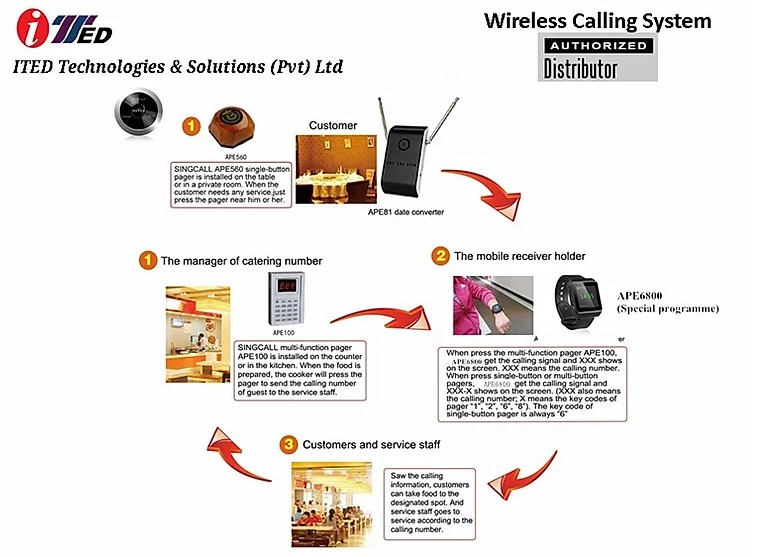 i TED
Wireless Calling System
AUTHORIZED
Distributor
ITED Technologies & Solutions (Pvt) Ltd
1
APE560
Customer
SINGCALL APE560 single-button
pager is installed on the table
or in a private room. When the
customer needs any service,just
press the pager near him or her.
APE81 date converter
1 The manager of catering number
2 The mobile receiver holder
APE100
APE6800
(Special programme)
SINGCALL multi-function pager
APE100 is installed on the counter
or in the kitchen. When the food is
prepared, the cooker will press the
pager to send the calling number
of guest to the service staff.
When press the multi-function pager APE100,
APE6800 get the calling signal and XXX shows
on the screen. XXX means the calling number.
When press single-button or multi-button
pagers, APE6800 get the calling signal and
XXX-X shows on the screen. (XXX also means
the calling number; X means the key codes of
pager "1", "2", "6", "8"). The key code of
single-button pager is always "6"
3 Customers and service staff
Saw the calling
information, customers
can take food to the
designated spot. And
service staff goes to
service according to the
calling number.